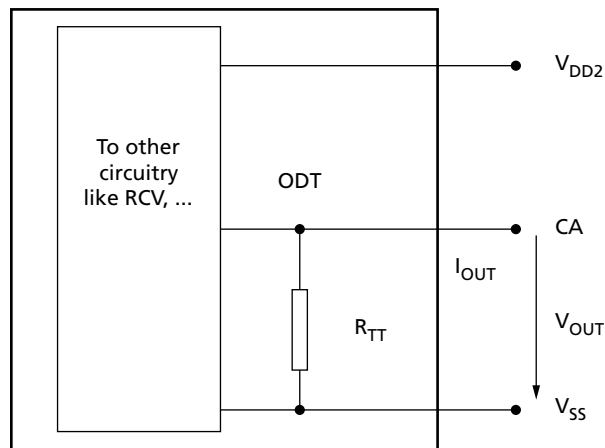 V_DD2
To other
circuitry
like RCV, ...
ODT
CA
I_OUT
R_TT
V_OUT
V_SS